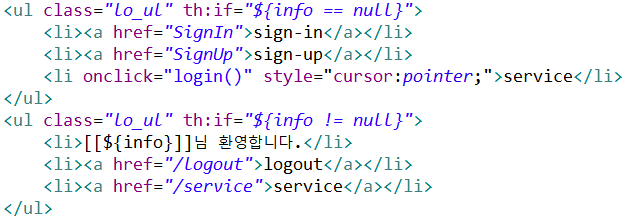 <ul class="lo_ul" th:if="${info == null}">
<li><a href="SignIn">sign-in</a></li>
<li><a href="SignUp">sign-up</a></li>
<li onclick="login()" style="cursor:pointer;">service</li>
</ul>
<ul class="lo_ul" th:if="${info != null}">
<li>[[${info}]]님 환영합니다.</li>
<li><a href="/logout">logout</a></li>
<li><a href="/service">service</a></li>
</ul>